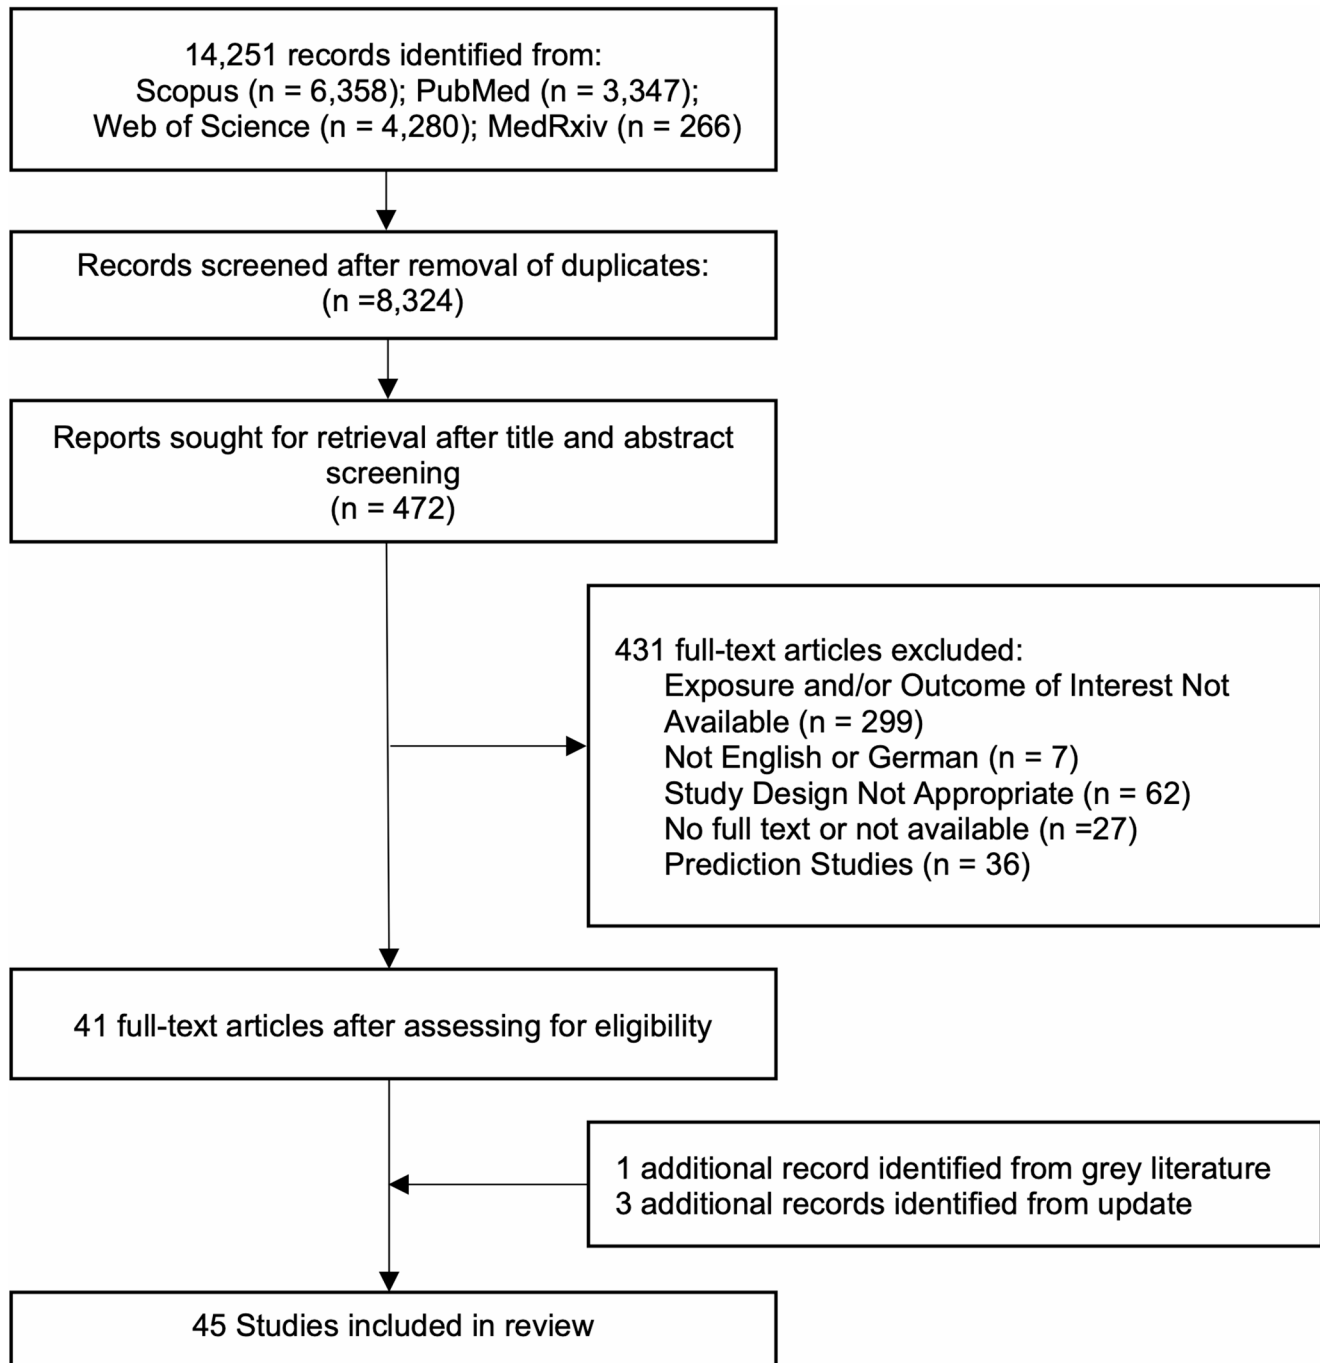 14,251 records identified from:
Scopus (n = 6,358); PubMed (n = 3,347);
Web of Science (n = 4,280); MedRxiv (n = 266)
Records screened after removal of duplicates:
(n =8,324)
Reports sought for retrieval after title and abstract
screening
(n = 472)
431 full-text articles excluded:
Exposure and/or Outcome of Interest Not
Available (n = 299)
Not English or German (n = 7)
Study Design Not Appropriate (n = 62)
No full text or not available (n =27)
Prediction Studies (n = 36)
41 full-text articles after assessing for eligibility
1 additional record identified from grey literature
3 additional records identified from update
45 Studies included in review